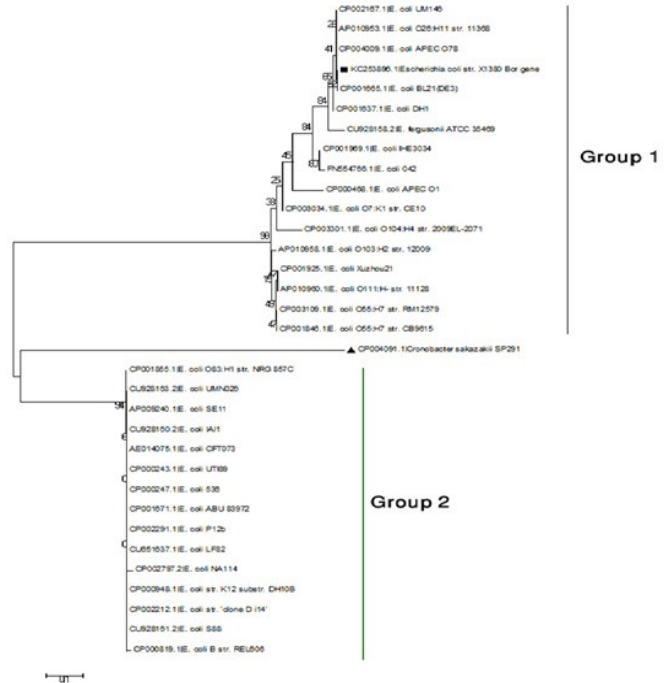 CP002167.1|E. coli UM146
AP010953.1|E. coli O26:H11 str. 11368
CP004009.1|E. coli APEC O78
KC253896.1|Escherichia coli str. X1380 Bor gene
CP001665.1|E. coli BL21(DE3)
CP001637.1|E. coli DH1
CU928158.2|E. fergusonii ATCC 35469
CP001969.1|E. coli IHE3034
FN554766.1|E. coli 042
CP000468.1|E. coli APEC O1
CP003034.1|E. coli O7:K1 str. CE10
CP003301.1|E. coli O104:H4 str. 2009EL-2071
AP010958.1|E. coli O103:H2 str. 12009
CP001925.1|E. coli Xuzhou21
AP010960.1|E. coli O111:H- str. 11128
CP003109.1|E. coli O55:H7 str. RM12579
CP001846.1|E. coli O55:H7 str. CB9615
Group 1
CP004091.1|Cronobacter sakazakii SP291
CP001855.1|E. coli O83:H1 str. NRG 857C
CU928163.2|E. coli UMN026
AP009240.1|E. coli SE11
CU928160.2|E. coli IAI1
AE014075.1|E. coli CFT073
CP000243.1|E. coli UTI89
CP000247.1|E. coli 536
CP001671.1|E. coli ABU 83972
CP002291.1|E. coli P12b
CU651637.1|E. coli LF82
CP002797.2|E. coli NA114
CP000948.1|E. coli str. K12 substr. DH10B
CP002212.1|E. coli str. 'clone D i14'
CU928161.2|E. coli S88
CP000819.1|E. coli B str. REL606
Group 2
84
84
45
38
98
94